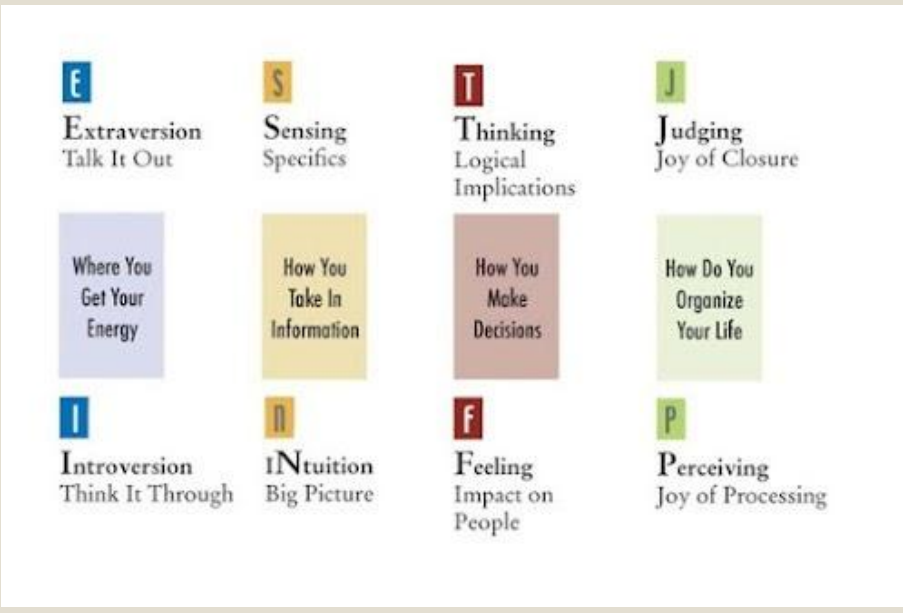 E
Extraversion
Talk It Out
Where You
Get Your
Energy
I
Introversion
Think It Through
S
Sensing
Specifics
How You
Take In
Information
n
INtuition
Big Picture
T
Thinking
Logical
Implications
How You
Make
Decisions
F
Feeling
Impact on
People
J
Judging
Joy of Closure
How Do You
Organize
Your Life
P
Perceiving
Joy of Processing